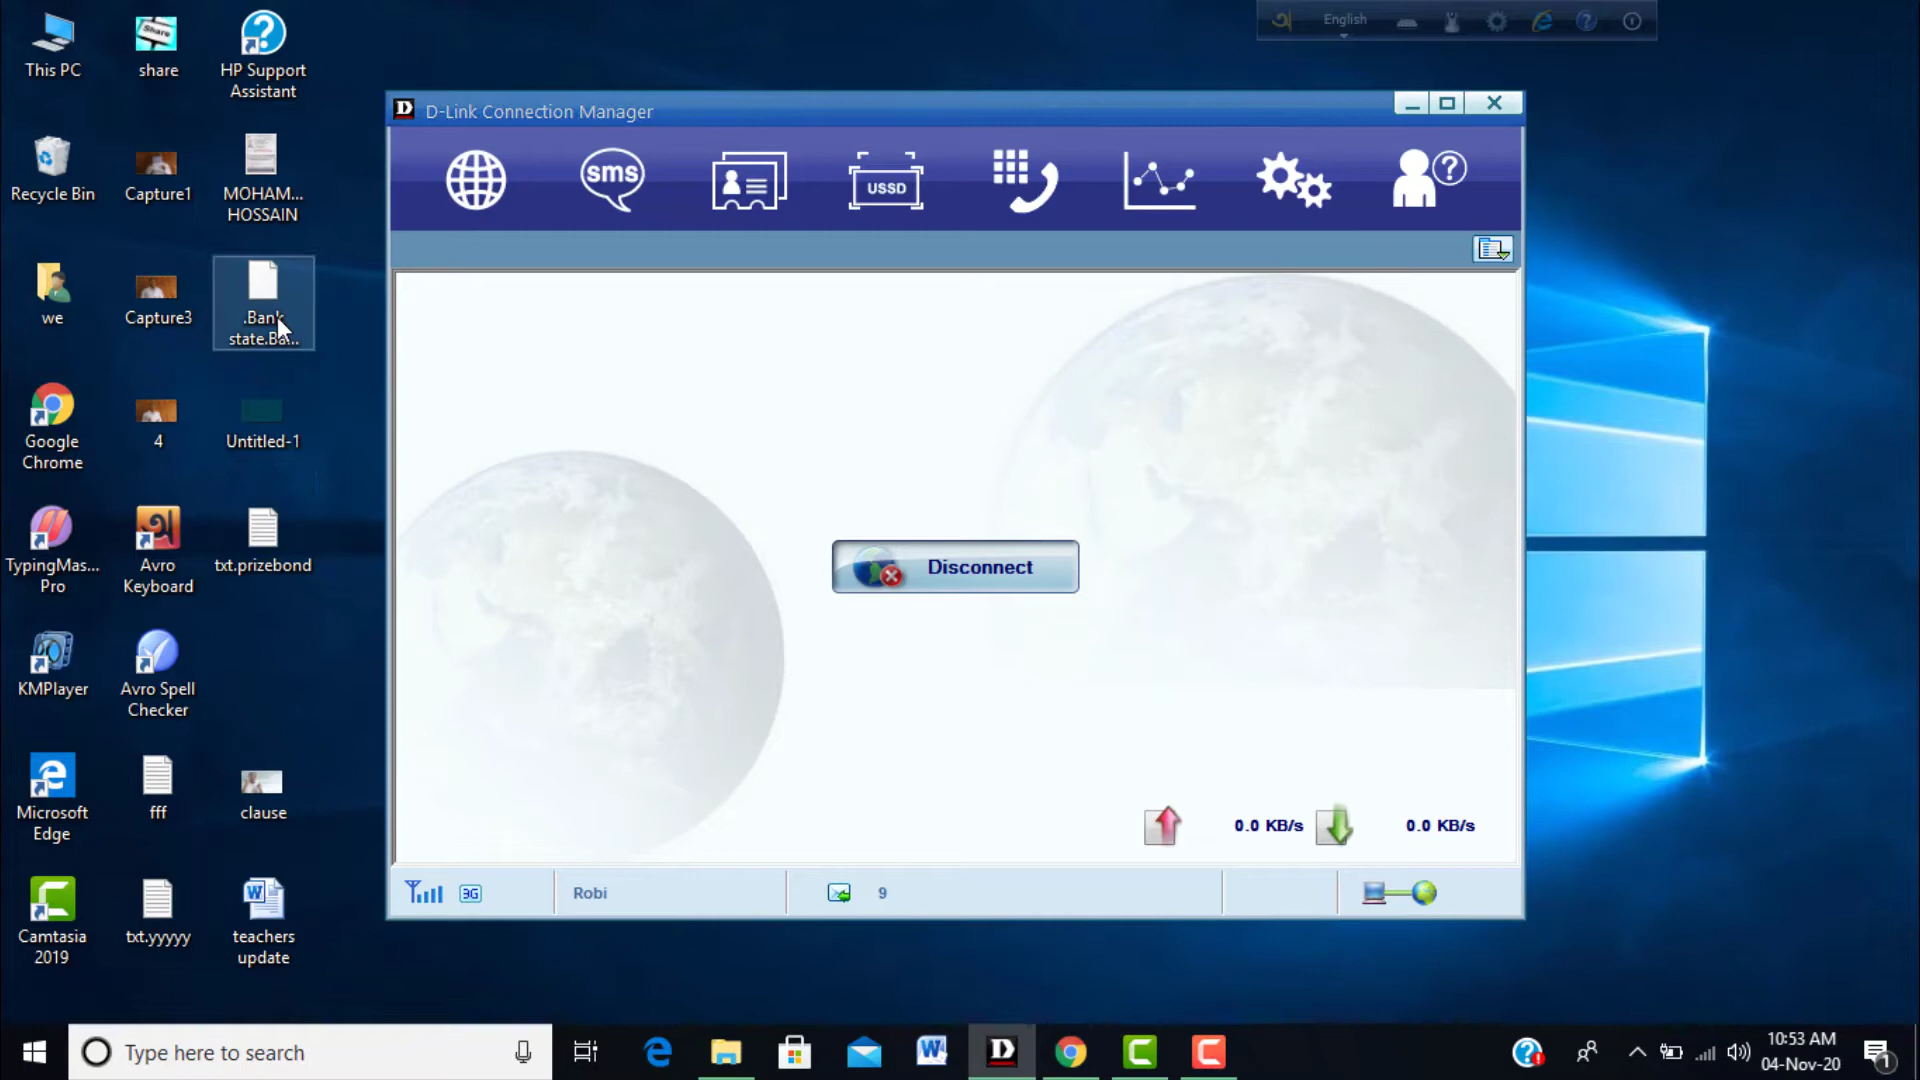 This PC
share
HP Support
Assistant
English
D-Link Connection Manager
sms
USSD
Recycle Bin
Capture1
MOHAM...
HOSSAIN
we
Capture3
.Bank
state.Ba...
Google
Chrome
4
Untitled-1
TypingMas...
Pro
Avro
Keyboard
txt.prizebond
Disconnect
KMPlayer
Avro Spell
Checker
Microsoft
Edge
fff
clause
0.0 KB/s
0.0 KB/s
3G
Robi
9
Camtasia
2019
txt.yyyyy
teachers
update
Type here to search
10:53 AM
04-Nov-20
1